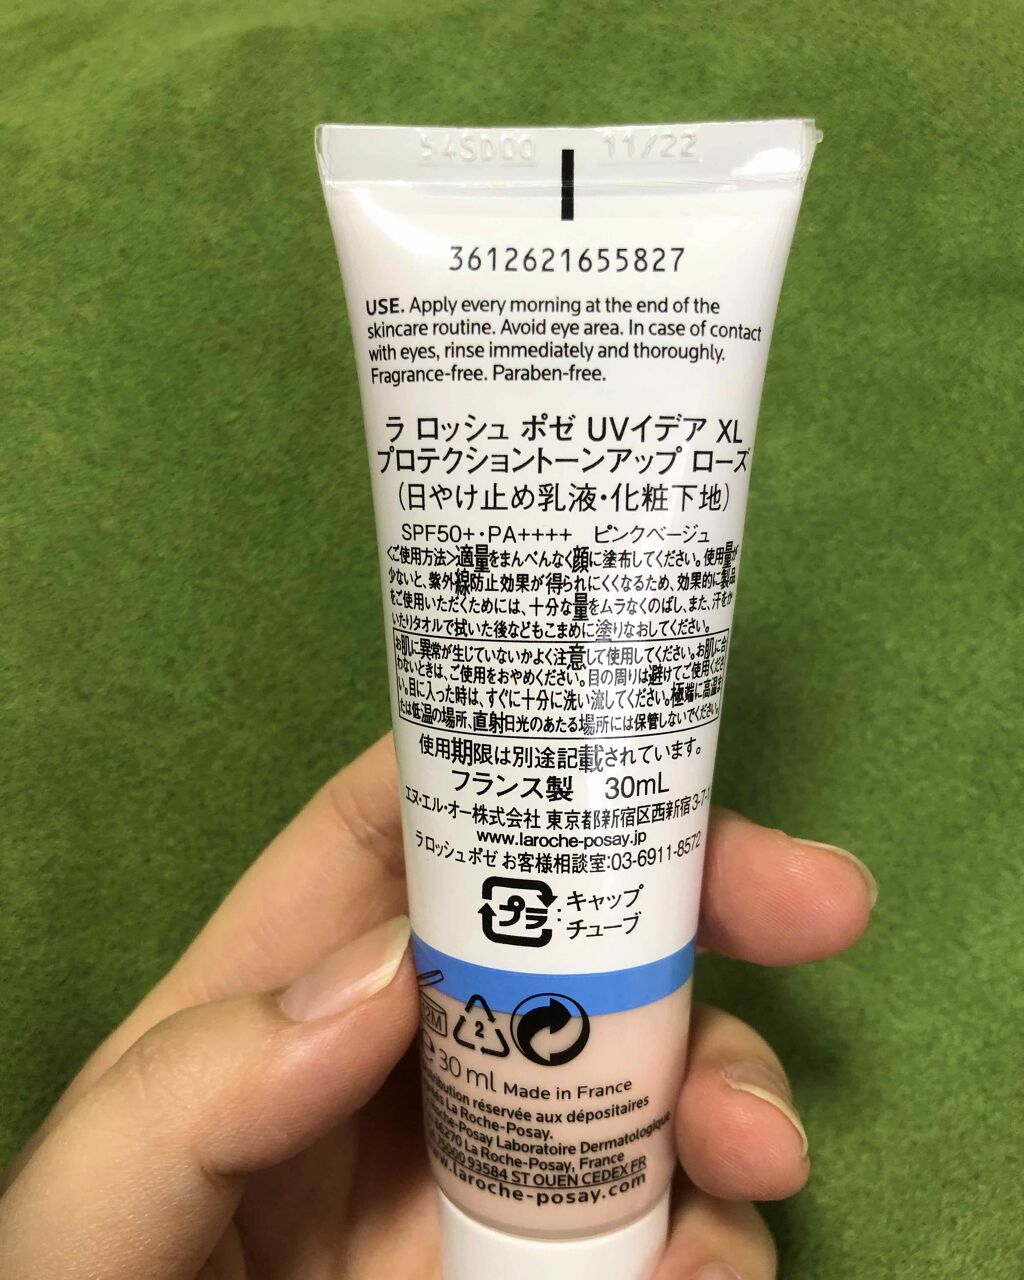 54SD00 11/22
3612621655827
USE. Apply every morning at the end of the
skincare routine. Avoid eye area. In case of contact
with eyes, rinse immediately and thoroughly.
Fragrance-free. Paraben-free.
ラ ロッシュ ポゼ UVイデア XL
プロテクショントーンアップ ローズ
(日やけ止め乳液・化粧下地)
SPF50+・PA++++ ピンクベージュ
<ご使用方法>適量をまんべんなく顔に塗布してください。使用量が
少ないと、紫外線防止効果が得られにくくなるため、効果的に製品
をご使用いただくためには、十分な量をムラなくのばし、また、汗をか
いたりタオルで拭いた後などもこまめに塗りなおしてください。
お肌に異常が生じていないかよく注意して使用してください。お肌に合
わないときは、ご使用をおやめください。目の周りは避けてご使用くださ
い。目に入った時は、すぐに十分に洗い流してください。極端に高温ま
たは低温の場所、直射日光のあたる場所には保管しないでください。
使用期限は別途記載されています。
フランス製 30mL
エヌ・エル・オー株式会社 東京都新宿区西新宿3-7-1
www.laroche-posay.jp
ラ ロッシュ ポゼ お客様相談室:03-6911-8572
プラ : キャップ
チューブ
2M 2
30 ml Made in France
réservée aux dépositaires
La Roche-Posay.
Roche-Posay Laboratoire Dermatologique
86270 La Roche-Posay, France
93584 ST OUEN CEDEX FR
www.laroche-posay.com